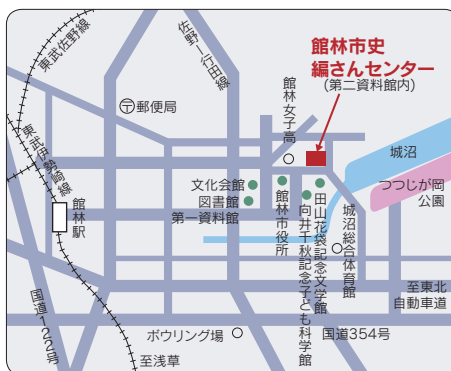 東武佐野線
佐野ー行田線
館林市史
編さんセンター
(第二資料館内)
〒郵便局
館林女子高
東武伊勢崎線
城沼
文化会館
図書館
第一資料館
つつじが岡
公園
館林駅
館林市役所
向井千秋記念子ども科学館
田山花袋記念文学館
城沼総合体育館
至東北
自動車道
国道122号
ボウリング場
国道354号
至浅草